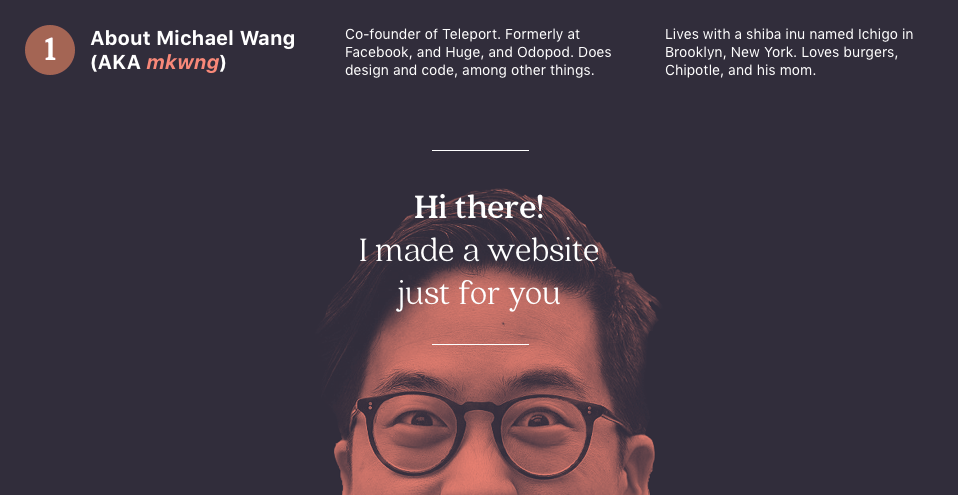 1
About Michael Wang
(AKA mkwng)
Co-founder of Teleport. Formerly at
Facebook, and Huge, and Odopod. Does
design and code, among other things.
Lives with a shiba inu named Ichigo in
Brooklyn, New York. Loves burgers,
Chipotle, and his mom.
Hi there!
I made a website
just for you